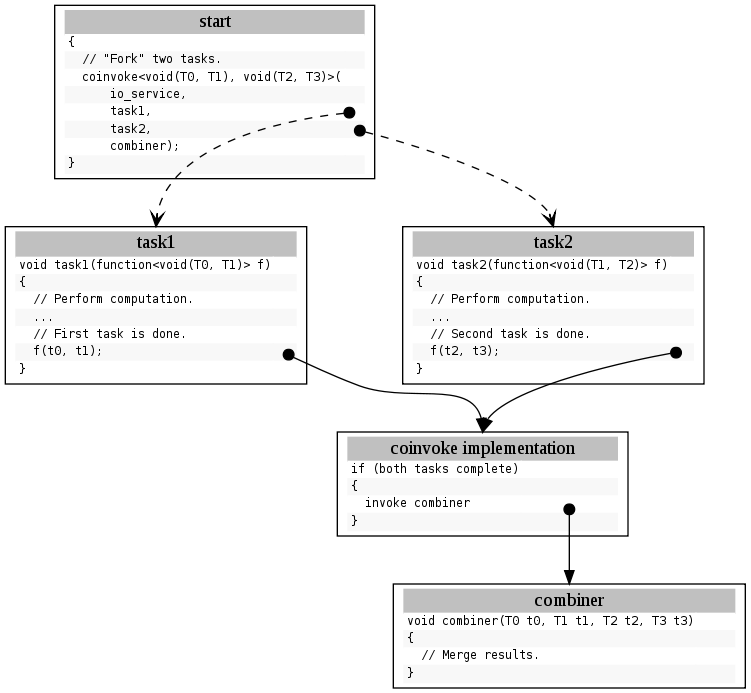 start
{
  // "Fork" two tasks.
  coinvoke<void(T0, T1), void(T2, T3)>(
      io_service,
      task1,
      task2,
      combiner);
}
task1
void task1(function<void(T0, T1)> f)
{
  // Perform computation.
  ...
  // First task is done.
  f(t0, t1);
}
task2
void task2(function<void(T1, T2)> f)
{
  // Perform computation.
  ...
  // Second task is done.
  f(t2, t3);
}
coinvoke implementation
if (both tasks complete)
{
  invoke combiner
}
combiner
void combiner(T0 t0, T1 t1, T2 t2, T3 t3)
{
  // Merge results.
}